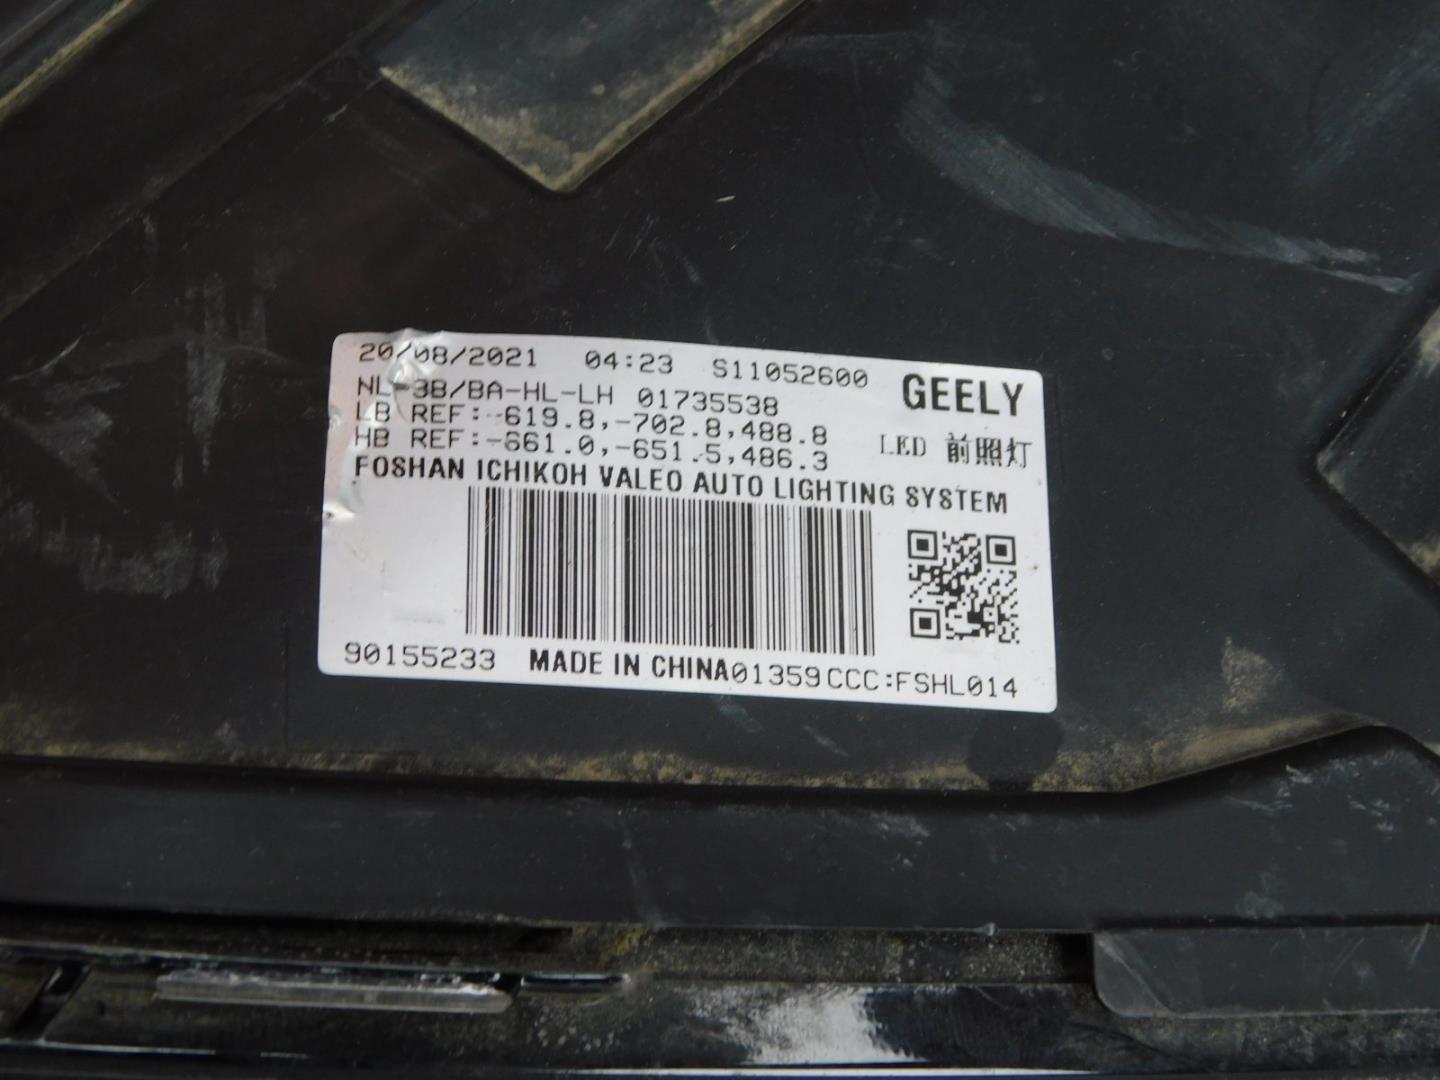 20/08/2021 04:23 S11052600
GEELY
NL-3B/BA-HL-LH 01735538
LB REF:-619.8,-702.8,488.8
LED 前照灯
HB REF:-661.0,-651.5,486.3
FOSHAN ICHIKOH VALEO AUTO LIGHTING SYSTEM
90155233 MADE IN CHINA01359CCC:FSHL014